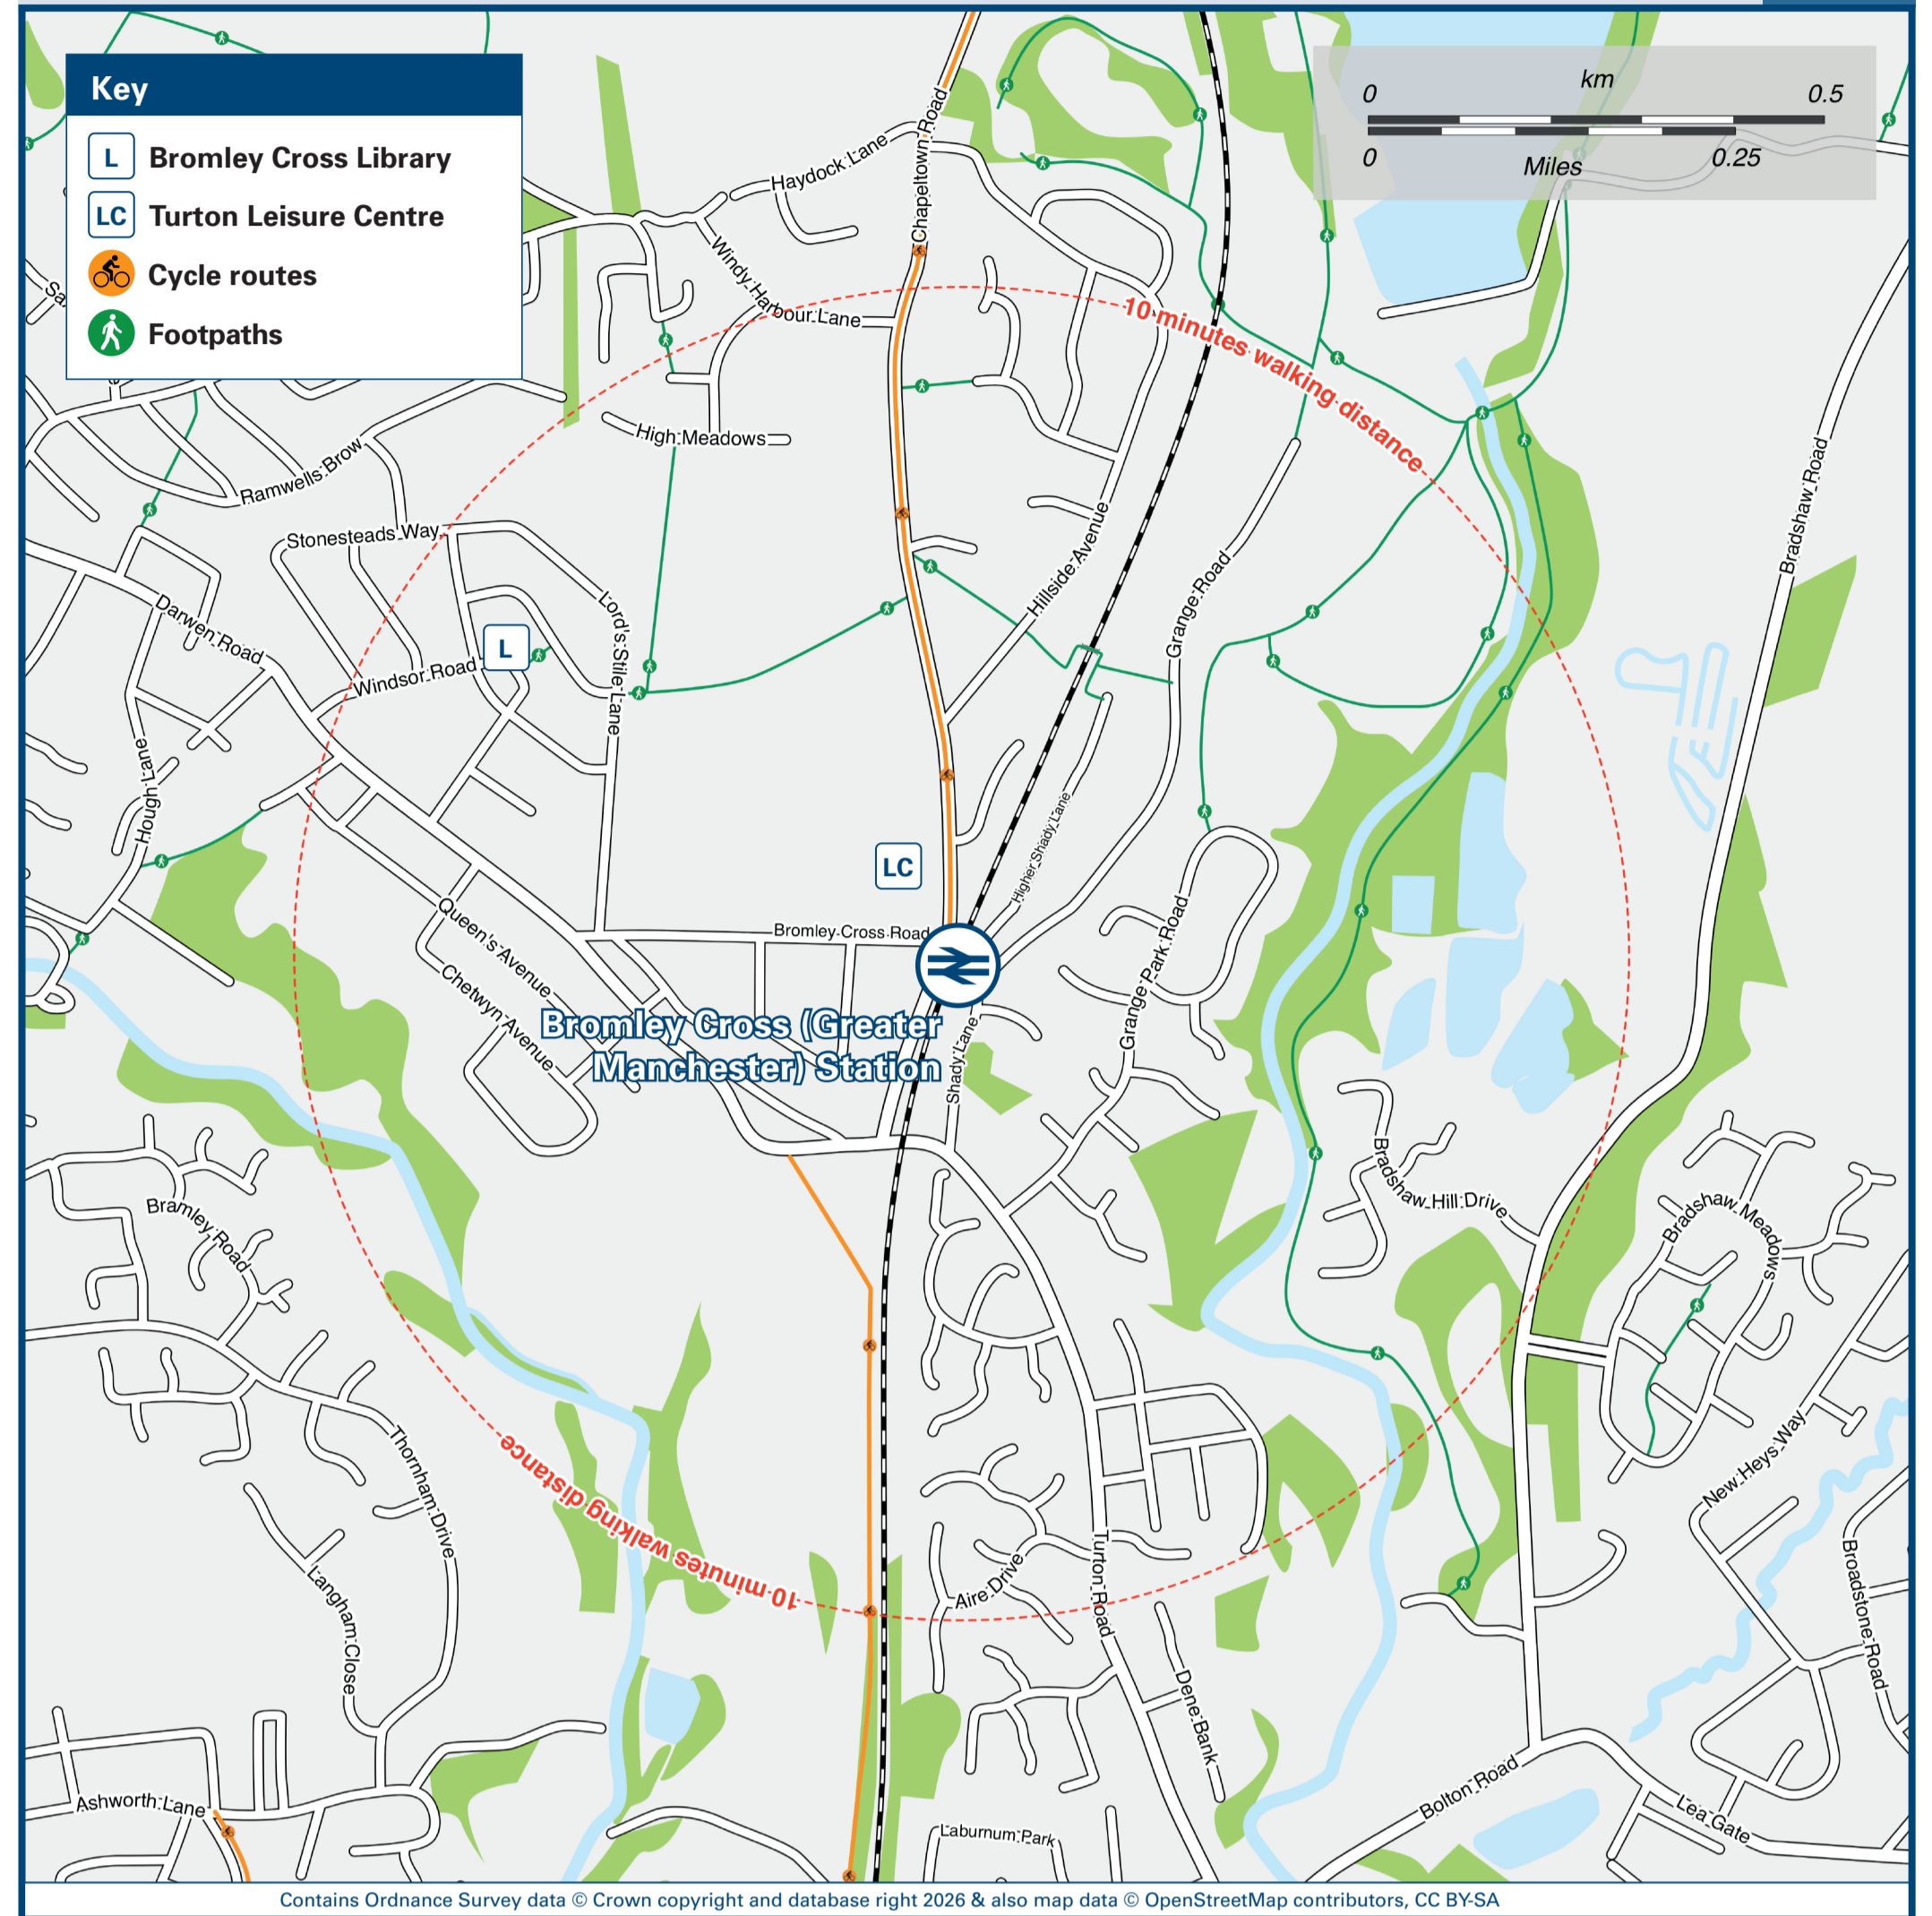 Key
L Bromley Cross Library
LC Turton Leisure Centre
Cycle routes
Footpaths
km
0 0.5
0 0.25
Miles
Chapeltown Road
Haydock Lane
Windy Harbour Lane
10 minutes walking distance
High Meadows
Ramwells Brow
Stonesteads Way
Hillside Avenue
Grange Road
Bradshaw Road
Darwen Road
Lord's Stile Lane
L
Windsor Road
Hough Lane
Higher Shady Lane
LC
Queen's Avenue
Bromley Cross Road
Grange Park Road
Chetwyn Avenue
Bromley Cross (Greater
Manchester) Station
Shady Lane
Bradshaw Hill Drive
Bramley Road
Bradshaw Meadows
Thornham Drive
10 minutes walking distance
New Heys Way
Langham Close
Aire Drive
Turton Road
Broadstone Road
Dene Bank
Ashworth Lane
Bolton Road
Lea Gate
Laburnum Park
Contains Ordnance Survey data © Crown copyright and database right 2026 & also map data © OpenStreetMap contributors, CC BY-SA